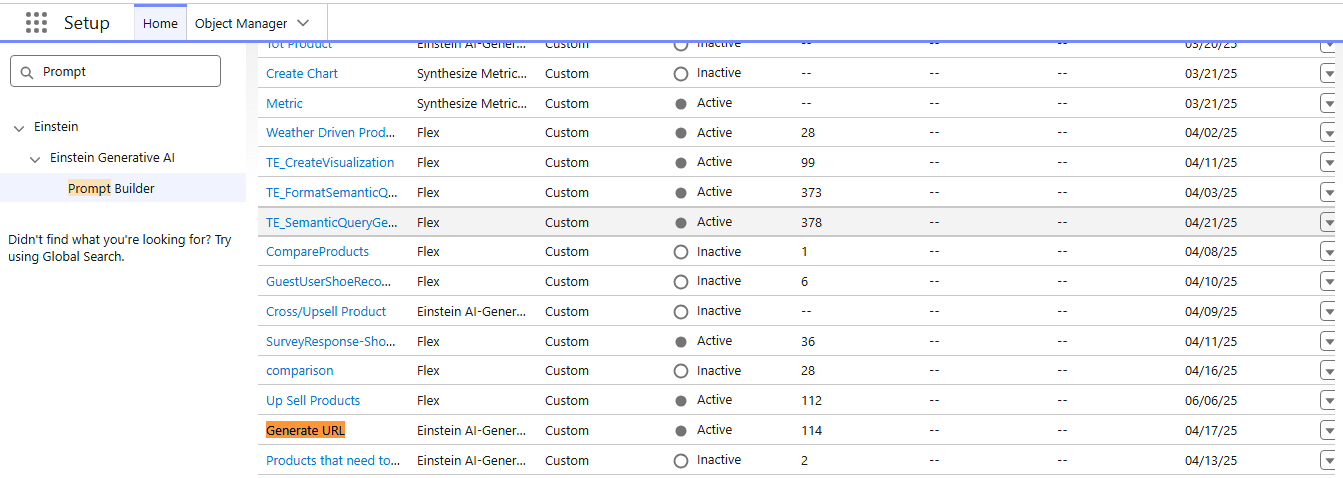 Setup Home Object Manager
Prompt
Einstein
Einstein Generative AI
Prompt Builder
Didn't find what you're looking for? Try
using Global Search.
Tot Product Einstein AI-Gener... Custom Inactive -- -- -- 03/20/25
Create Chart Synthesize Metric... Custom Inactive -- -- -- 03/21/25
Metric Synthesize Metric... Custom Active -- -- -- 03/21/25
Weather Driven Prod... Flex Custom Active 28 -- -- 04/02/25
TE_CreateVisualization Flex Custom Active 99 -- -- 04/11/25
TE_FormatSemanticQ... Flex Custom Active 373 -- -- 04/03/25
TE_SemanticQueryGe... Flex Custom Active 378 -- -- 04/21/25
CompareProducts Flex Custom Inactive 1 -- -- 04/08/25
GuestUserShoeReco... Flex Custom Inactive 6 -- -- 04/10/25
Cross/Upsell Product Einstein AI-Gener... Custom Inactive -- -- -- 04/09/25
SurveyResponse-Sho... Flex Custom Active 36 -- -- 04/11/25
comparison Flex Custom Inactive 28 -- -- 04/16/25
Up Sell Products Flex Custom Active 112 -- -- 06/06/25
Generate URL Einstein AI-Gener... Custom Active 114 -- -- 04/17/25
Products that need to... Einstein AI-Gener... Custom Inactive 2 -- -- 04/13/25